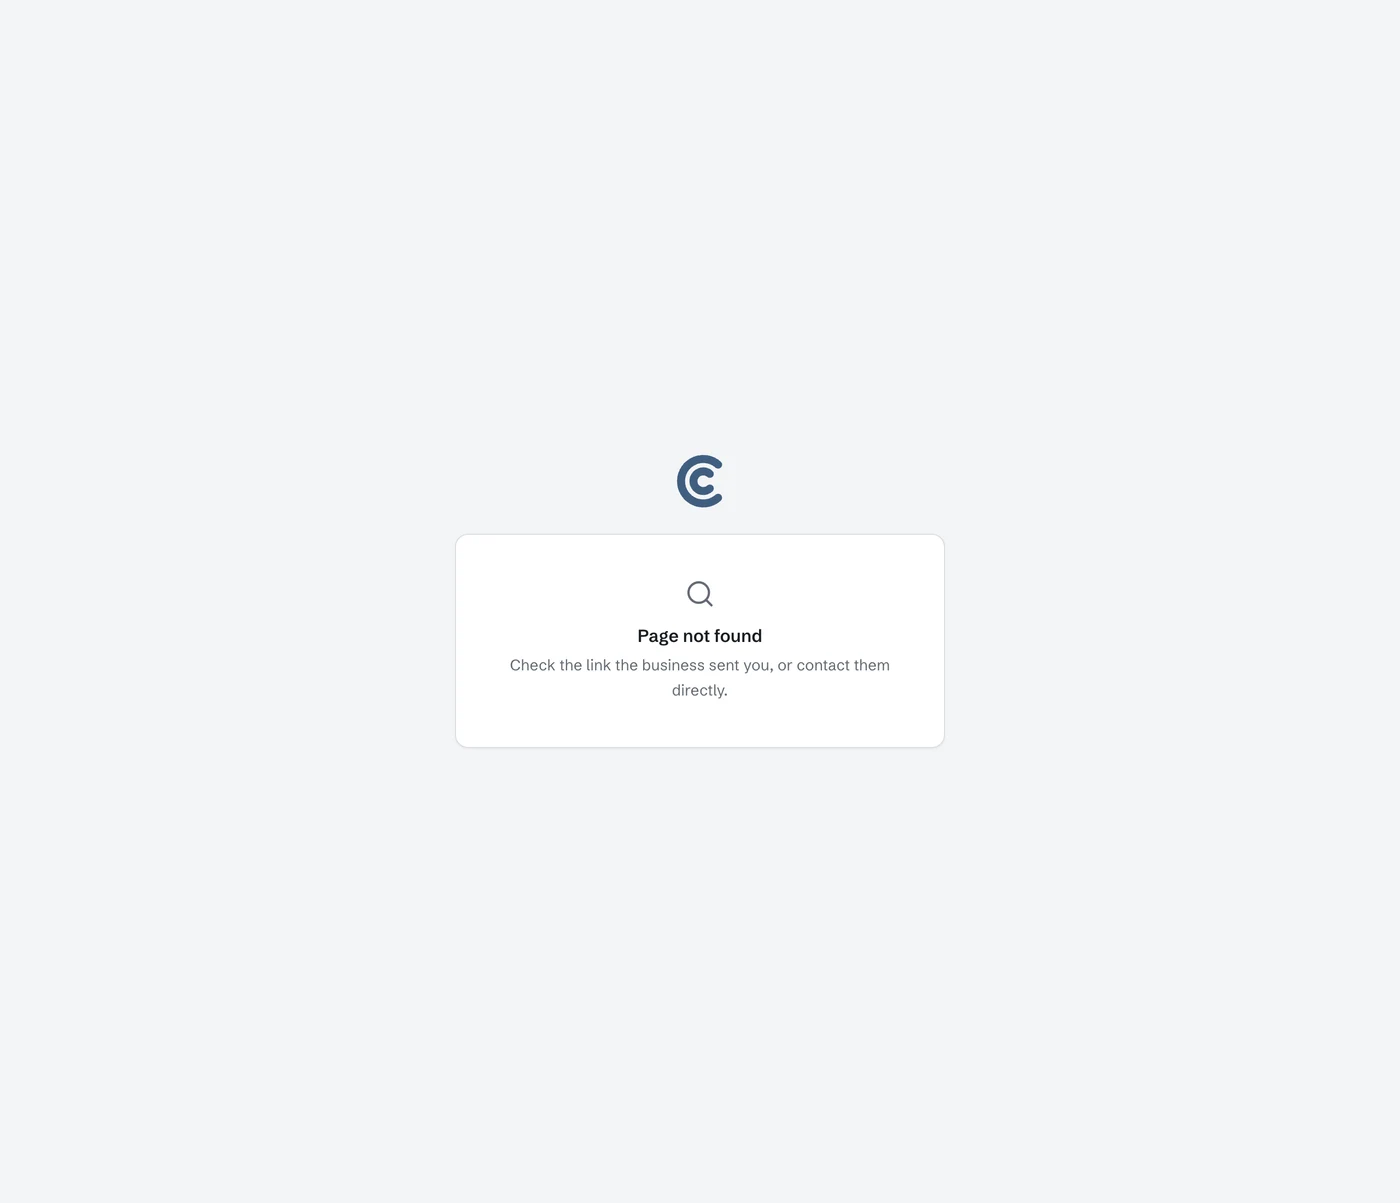 Page not found
Check the link the business sent you, or contact them
directly.